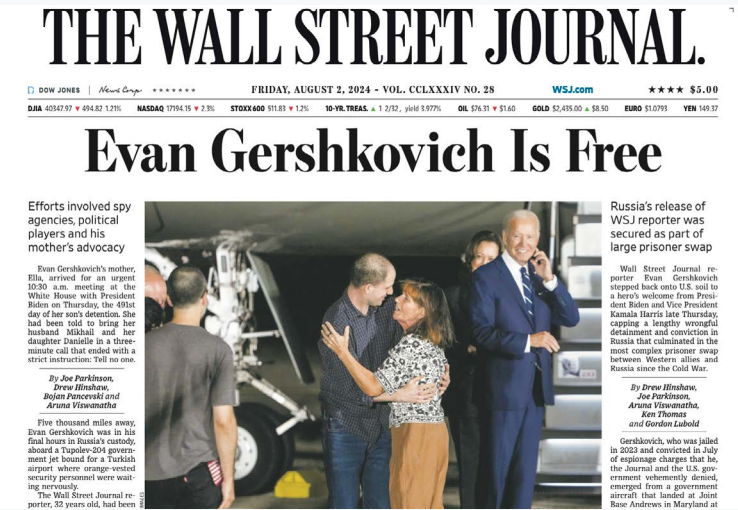 THE WALL STREET JOURNAL.
DOW JONES | News Corp ★★★★★★★
FRIDAY, AUGUST 2, 2024 - VOL. CCLXXXIV NO. 28
WSJ.com
★★★★ $5.00
DJIA 40347.97 ▼ 494.82 1.21% NASDAQ 17194.15 ▼ 2.3% STOXX 600 511.83 ▼ 1.2% 10-YR. TREAS. ▲ 1 2/32, yield 3.977% OIL $76.31 ▼ $1.60 GOLD $2,435.00 ▲ $8.50 EURO $1.0793 YEN 149.37
Evan Gershkovich Is Free
Efforts involved spy
agencies, political
players and his
mother's advocacy
Evan Gershkovich's mother,
Ella, arrived for an urgent
10:30 a.m. meeting at the
White House with President
Biden on Thursday, the 491st
day of her son's detention. She
had been told to bring her
husband Mikhail and her
daughter Danielle in a three-
minute call that ended with a
strict instruction: Tell no one.
By Joe Parkinson,
Drew Hinshaw,
Bojan Pancevski and
Aruna Viswanatha
Five thousand miles away,
Evan Gershkovich was in his
final hours in Russia's custody,
aboard a Tupolev-204 govern-
ment jet bound for a Turkish
airport where orange-vested
security personnel were wait-
ing nervously.
The Wall Street Journal re-
porter, 32 years old, had been
Russia's release of
WSJ reporter was
secured as part of
large prisoner swap
Wall Street Journal re-
porter Evan Gershkovich
stepped back onto U.S. soil to
a hero's welcome from Presi-
dent Biden and Vice President
Kamala Harris late Thursday,
capping a lengthy wrongful
detainment and conviction in
Russia that culminated in the
most complex prisoner swap
between Western allies and
Russia since the Cold War.
By Drew Hinshaw,
Joe Parkinson,
Aruna Viswanatha,
Ken Thomas
and Gordon Lubold
Gershkovich, who was jailed
in 2023 and convicted in July
of espionage charges that he,
the Journal and the U.S. gov-
ernment vehemently denied,
emerged from a government
aircraft that landed at Joint
Base Andrews in Maryland at